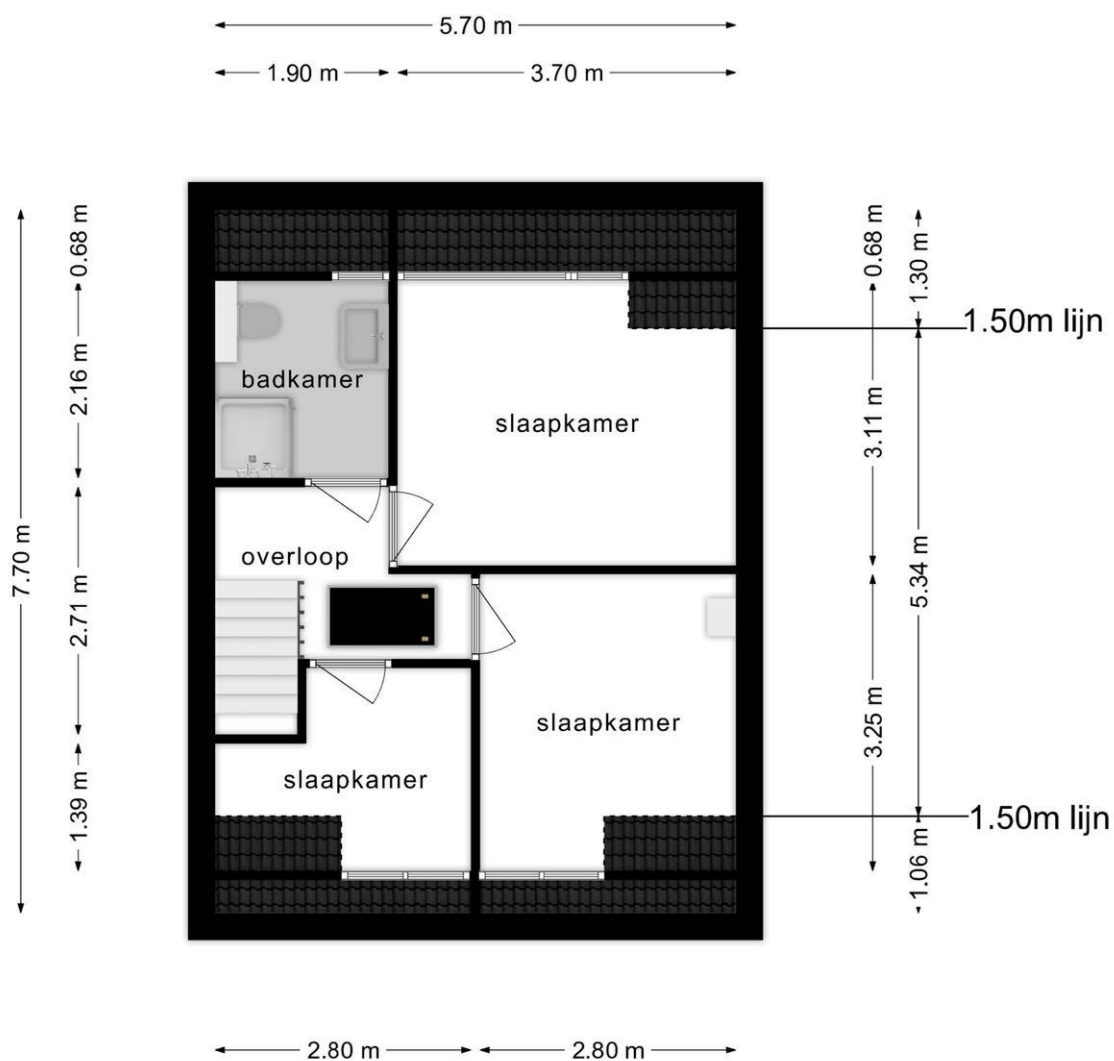 5.70 m
1.90 m
3.70 m
0.68 m
0.68 m
1.30 m
1.50m lijn
2.16 m
badkamer
slaapkamer
3.11 m
7.70 m
overloop
2.71 m
5.34 m
slaapkamer
3.25 m
slaapkamer
1.39 m
1.50m lijn
1.06 m
2.80 m
2.80 m